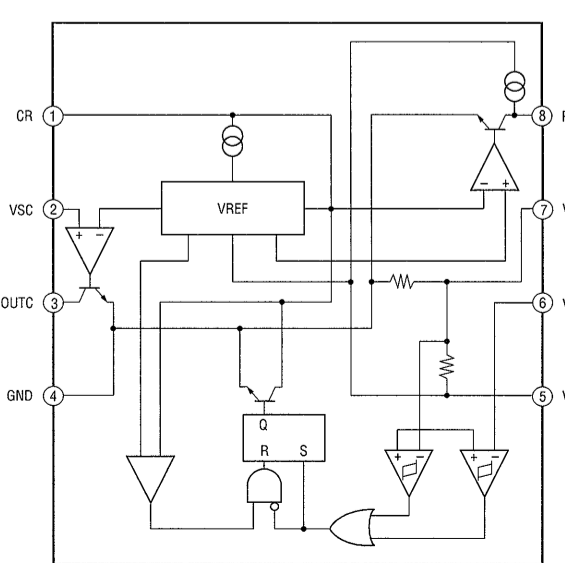 CR 1
VSC 2
OUTC 3
GND 4
8
7
6
5
VREF
+ −
− +
Q
R S
+ −
+ −